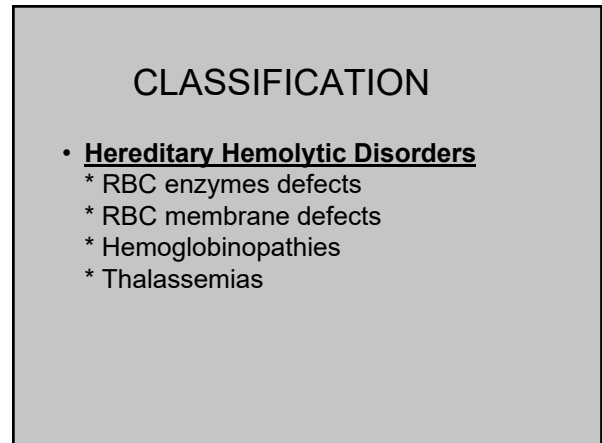 CLASSIFICATION
• Hereditary Hemolytic Disorders
* RBC enzymes defects
* RBC membrane defects
* Hemoglobinopathies
* Thalassemias